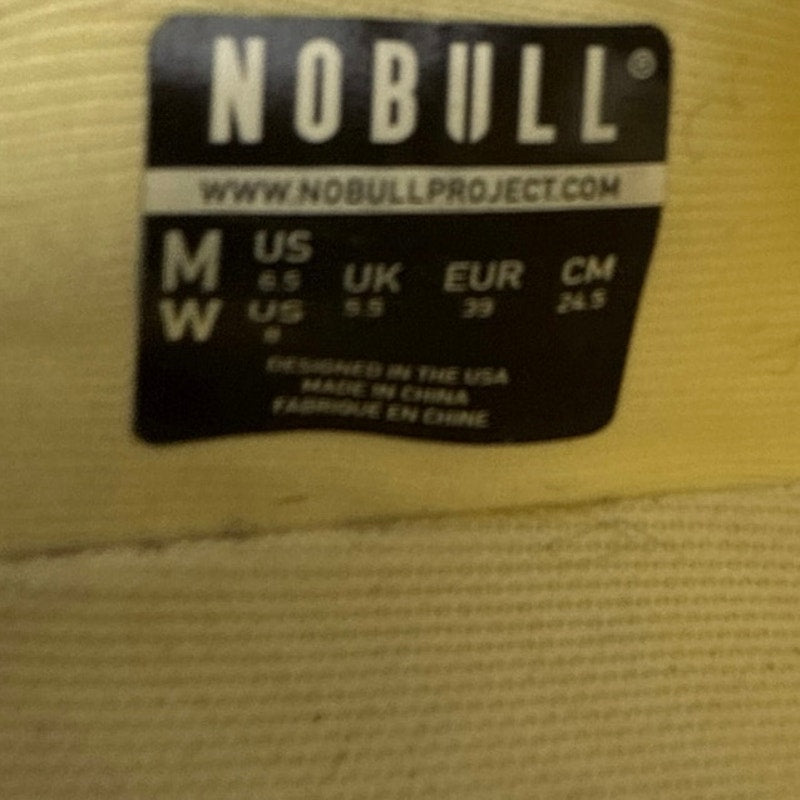 NOBULL®
WWW.NOBULLPROJECT.COM
M US 6.5 UK 5.5 EUR 39 CM 24.5
W US 8
DESIGNED IN THE USA
MADE IN CHINA
FABRIQUÉ EN CHINE